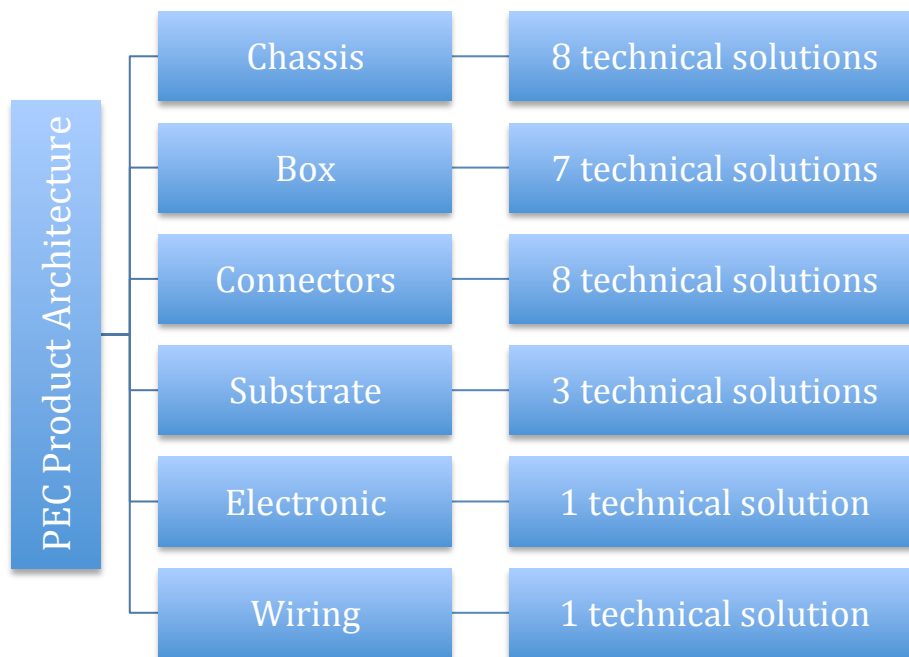 PEC Product Architecture
Chassis
8 technical solutions
Box
7 technical solutions
Connectors
8 technical solutions
Substrate
3 technical solutions
Electronic
1 technical solution
Wiring
1 technical solution